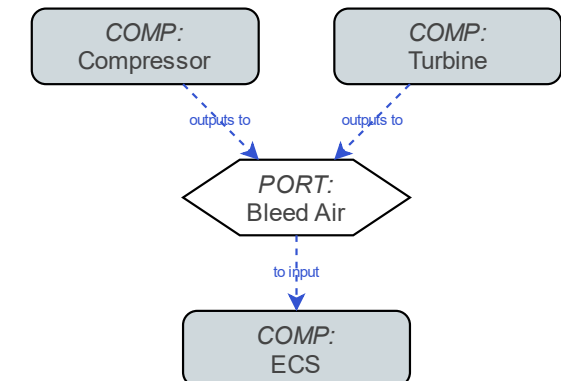 COMP:
Compressor
COMP:
Turbine
outputs to
outputs to
PORT:
Bleed Air
to input
COMP:
ECS